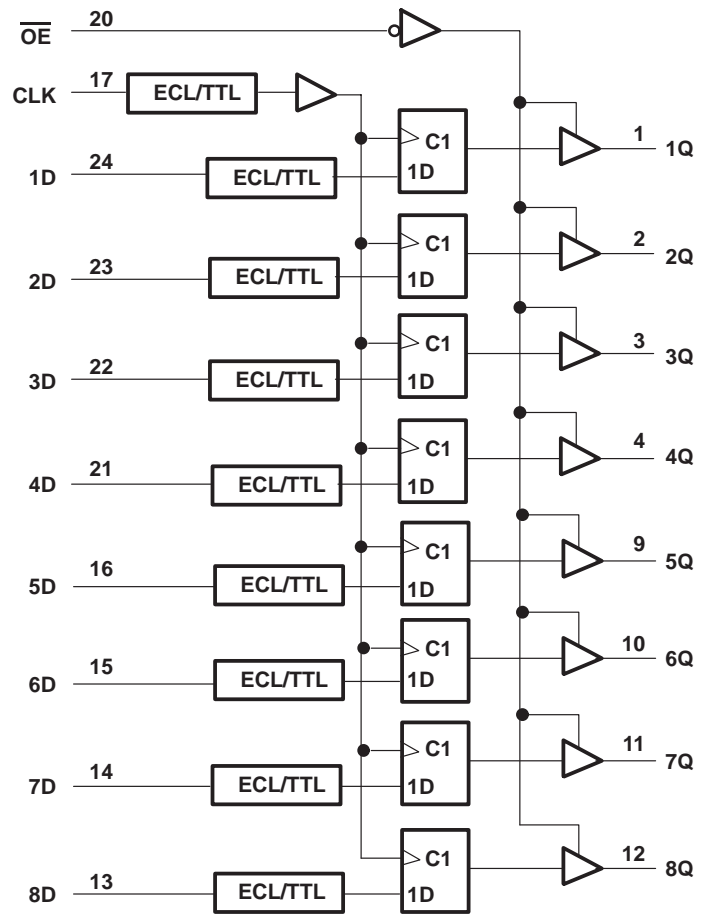 OE 20
CLK 17 ECL/TTL
C1
1D 24 ECL/TTL 1D 1 1Q
C1
2D 23 ECL/TTL 1D 2 2Q
C1
3D 22 ECL/TTL 1D 3 3Q
C1
4D 21 ECL/TTL 1D 4 4Q
C1
5D 16 ECL/TTL 1D 9 5Q
C1
6D 15 ECL/TTL 1D 10 6Q
C1
7D 14 ECL/TTL 1D 11 7Q
C1
8D 13 ECL/TTL 1D 12 8Q